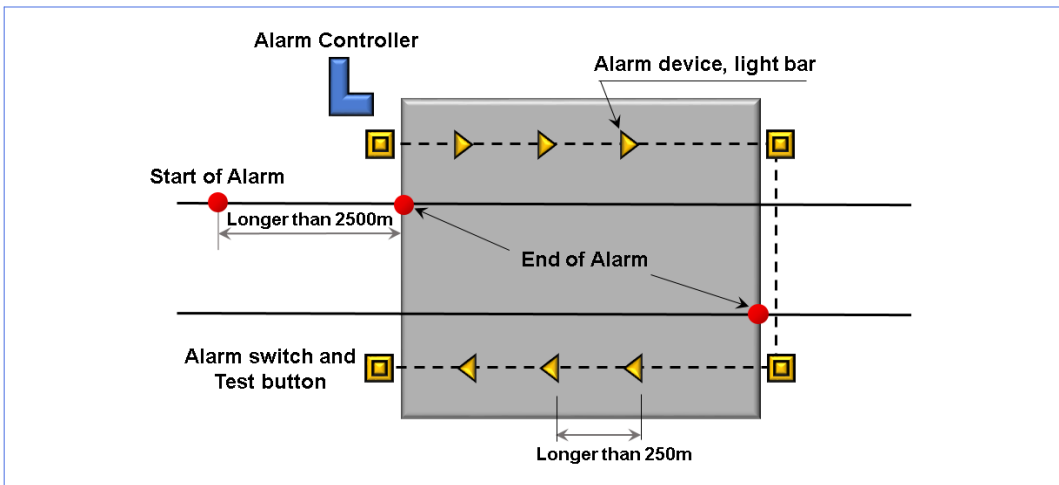 Alarm Controller
Alarm device, light bar
Start of Alarm
Longer than 2500m
End of Alarm
Alarm switch and
Test button
Longer than 250m